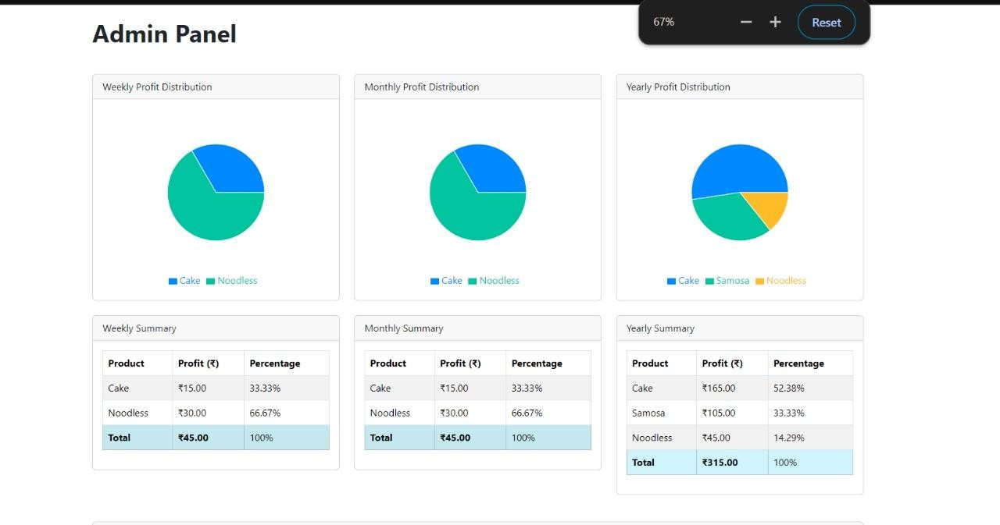 67% − + Reset
Admin Panel
Weekly Profit Distribution
Cake Noodless
Monthly Profit Distribution
Cake Noodless
Yearly Profit Distribution
Cake Samosa Noodless
Weekly Summary
Product Profit (₹) Percentage
Cake ₹15.00 33.33%
Noodless ₹30.00 66.67%
Total ₹45.00 100%
Monthly Summary
Product Profit (₹) Percentage
Cake ₹15.00 33.33%
Noodless ₹30.00 66.67%
Total ₹45.00 100%
Yearly Summary
Product Profit (₹) Percentage
Cake ₹165.00 52.38%
Samosa ₹105.00 33.33%
Noodless ₹45.00 14.29%
Total ₹315.00 100%